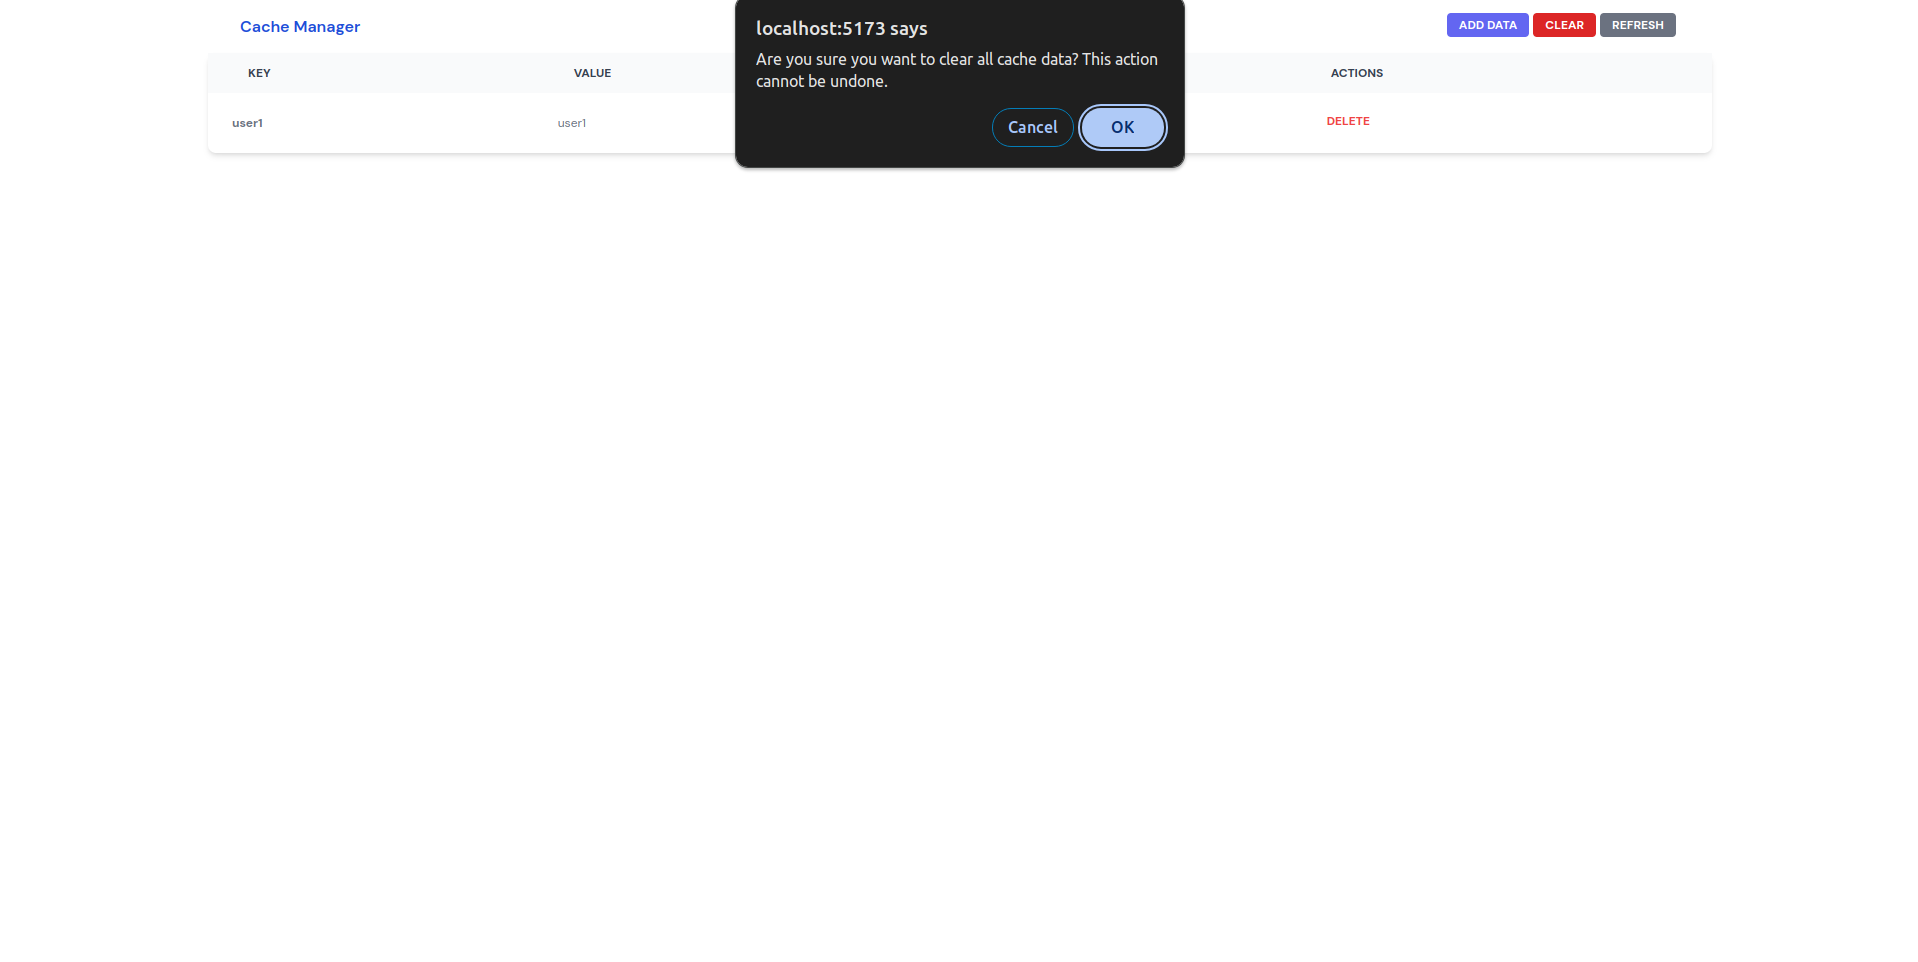 Cache Manager
localhost:5173 says
Are you sure you want to clear all cache data? This action
cannot be undone.
Cancel OK
ADD DATA CLEAR REFRESH
KEY VALUE ACTIONS
user1 user1 DELETE